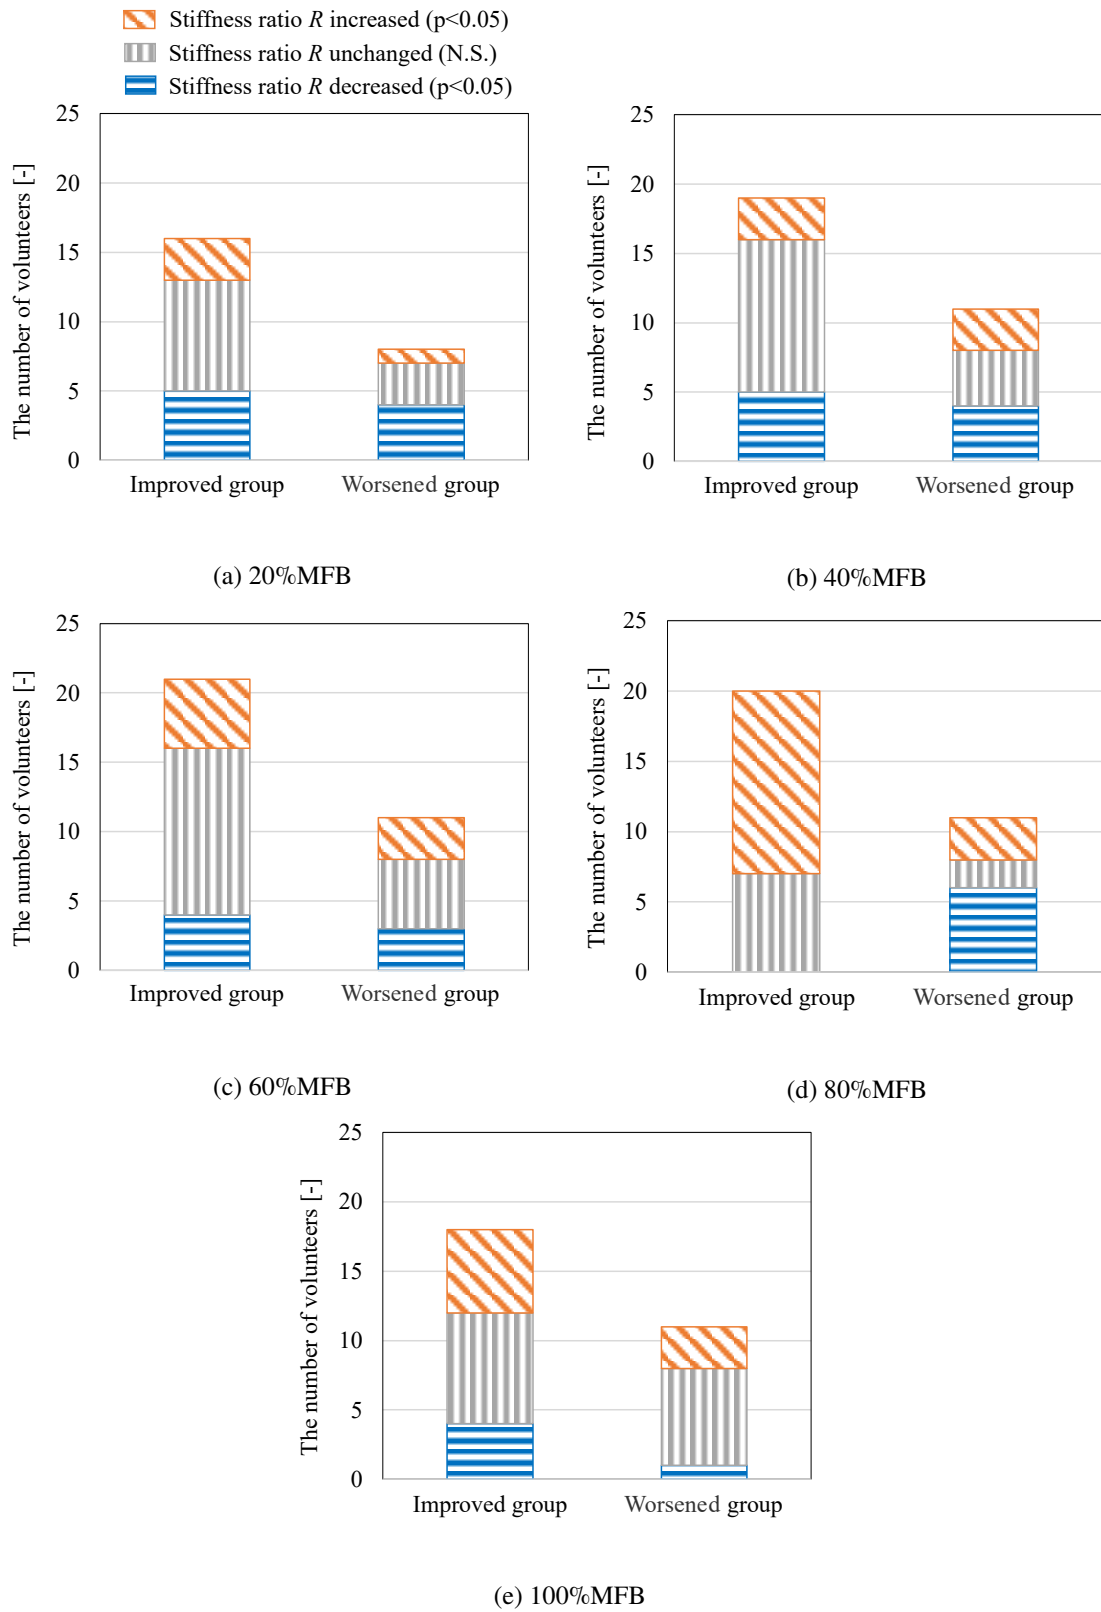 Stiffness ratio R increased (p<0.05)
Stiffness ratio R unchanged (N.S.)
Stiffness ratio R decreased (p<0.05)
The number of volunteers [-]
25
20
15
10
5
0
Improved group
Worsened group
(a) 20%MFB
The number of volunteers [-]
25
20
15
10
5
0
Improved group
Worsened group
(b) 40%MFB
The number of volunteers [-]
25
20
15
10
5
0
Improved group
Worsened group
(c) 60%MFB
The number of volunteers [-]
25
20
15
10
5
0
Improved group
Worsened group
(d) 80%MFB
The number of volunteers [-]
25
20
15
10
5
0
Improved group
Worsened group
(e) 100%MFB